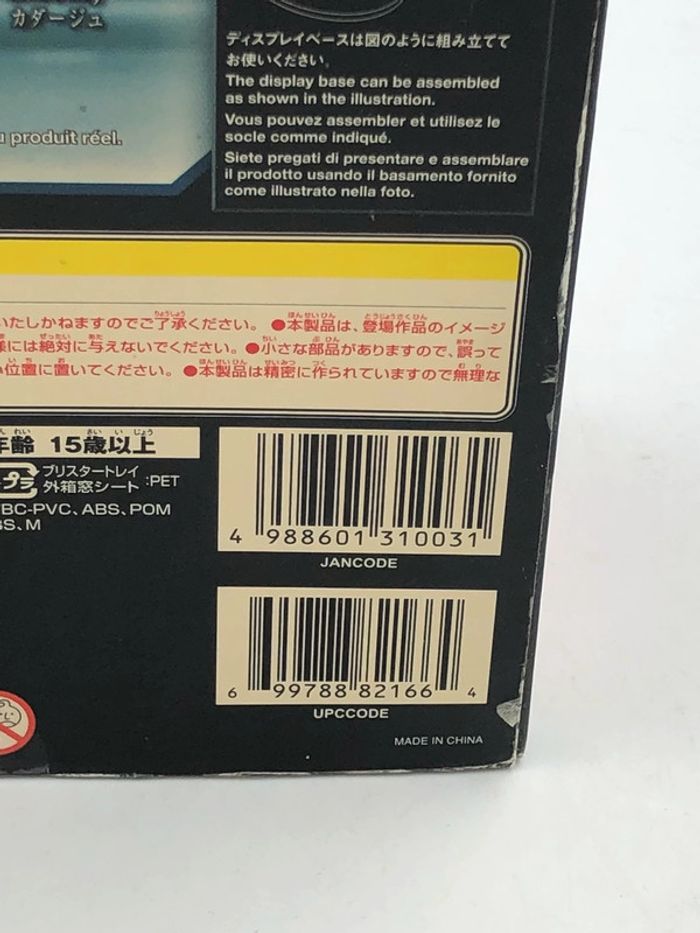 カダージュ
u produit réel.
ディスプレイベースは図のように組み立てて
お使いください。
The display base can be assembled
as shown in the illustration.
Vous pouvez assembler et utilisez le
socle comme indiqué.
Siete pregati di presentare e assemblare
il prodotto usando il basamento fornito
come illustrato nella foto.
いたしかねますのでご了承ください。 ●本製品は、登場作品のイメージ
様には絶対に与えないでください。●小さな部品がありますので、誤って
い位置に置いてください。 ●本製品は精密に作られていますので無理な
年齢 15歳以上
プラ ブリスタートレイ
外箱窓シート :PET
BC-PVC, ABS, POM
BS, M
4 988601 310031
JANCODE
6 99788 82166 4
UPCCODE
MADE IN CHINA